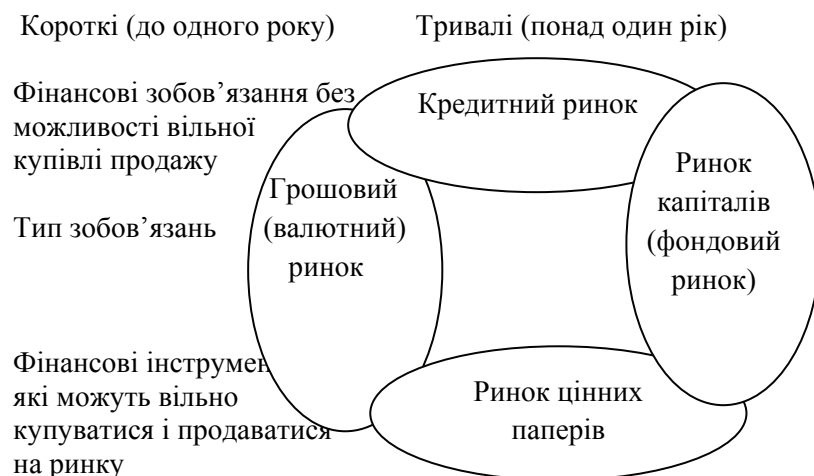 Короткі (до одного року)
Тривалі (понад один рік)
Фінансові зобов’язання без
можливості вільної
купівлі продажу
Кредитний ринок
Грошовий
(валютний)
ринок
Ринок
капіталів
(фондовий
ринок)
Тип зобов’язань
Фінансові інструмен
які можуть вільно
купуватися і продаватися
на ринку
Ринок цінних
паперів